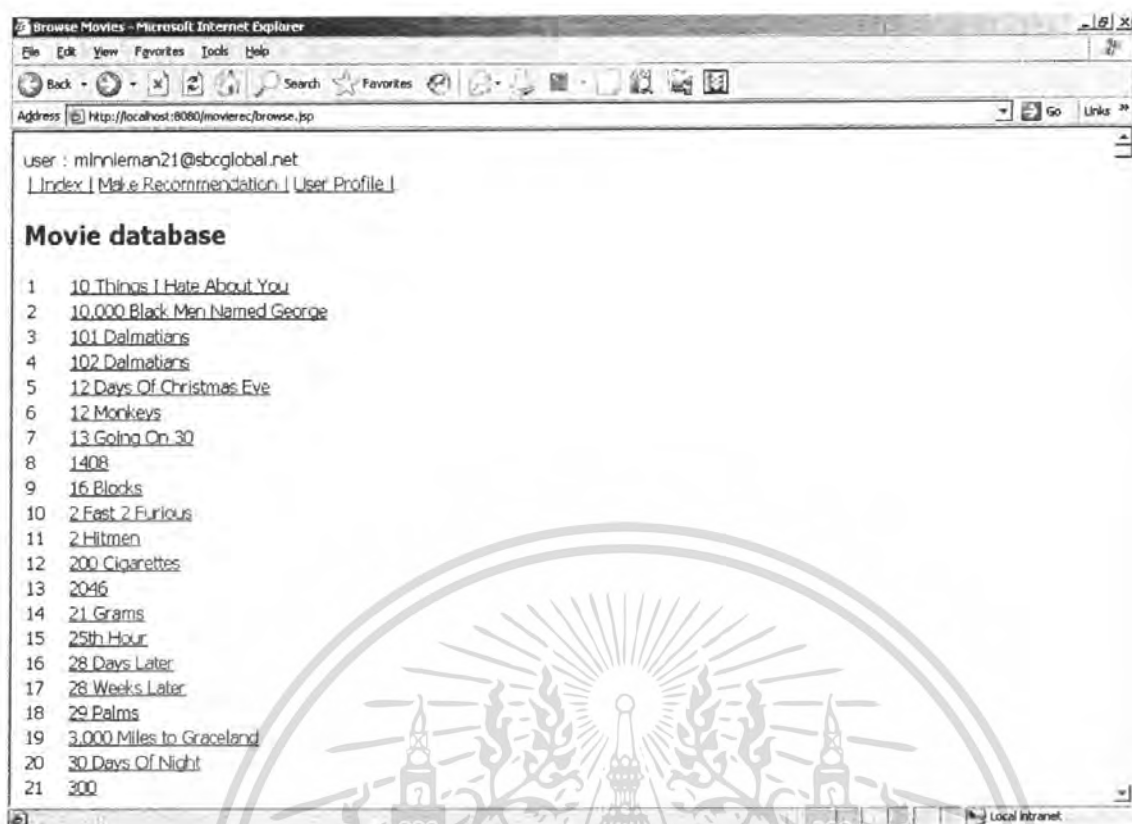 Browse Movies - Microsoft Internet Explorer
File Edit View Favorites Tools Help
Back Search Favorites
Address http://localhost:8080/movierec/browse.jsp Go Links »
user : minnieman21@sbcglobal.net
| Index | Make Recommendation | User Profile |
Movie database
1 10 Things I Hate About You
2 10,000 Black Men Named George
3 101 Dalmatians
4 102 Dalmatians
5 12 Days Of Christmas Eve
6 12 Monkeys
7 13 Going On 30
8 1408
9 16 Blocks
10 2 Fast 2 Furious
11 2 Hitmen
12 200 Cigarettes
13 2046
14 21 Grams
15 25th Hour
16 28 Days Later
17 28 Weeks Later
18 29 Palms
19 3,000 Miles to Graceland
20 30 Days Of Night
21 300
Local intranet